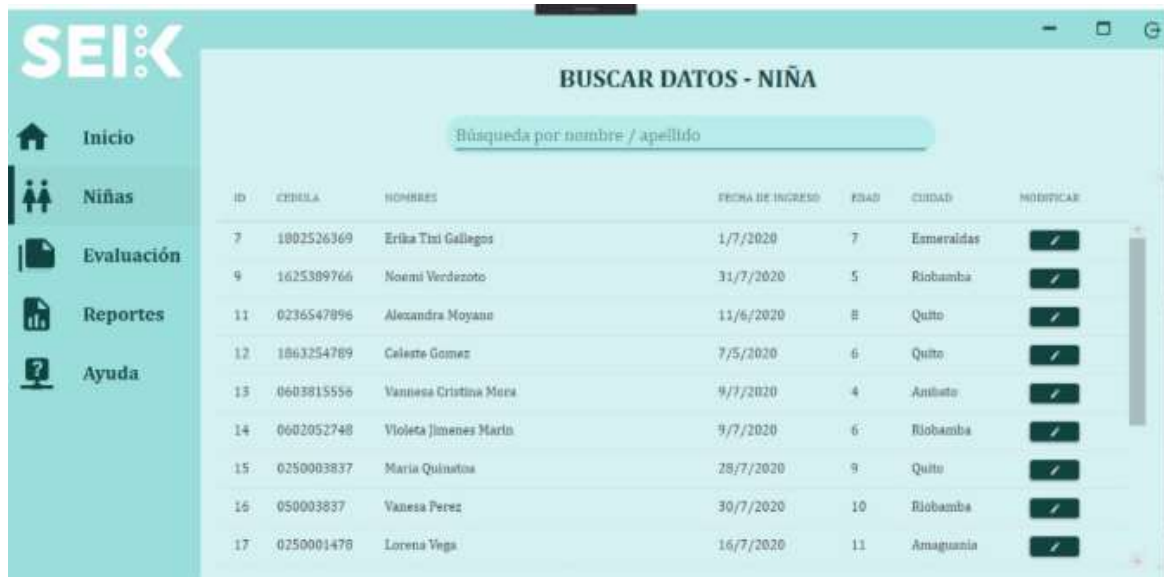 SEIK
BUSCAR DATOS - NIÑA
Búsqueda por nombre / apellido
Inicio
Niñas
Evaluación
Reportes
Ayuda
ID CEDULA NOMBRES FECHA DE INGRESO EDAD CUIDAD MODIFICAR
7 1802526369 Erika Tixi Gallegos 1/7/2020 7 Esmeraldas
9 1625389766 Noemi Verdezoto 31/7/2020 5 Riobamba
11 0236547896 Alexandra Moyano 11/6/2020 8 Quito
12 1863254789 Celeste Gomez 7/5/2020 6 Quito
13 0603815556 Vannesa Cristina Mora 9/7/2020 4 Ambato
14 0602052748 Violeta Jimenes Marin 9/7/2020 6 Riobamba
15 0250003837 Maria Quinatoa 28/7/2020 9 Quito
16 050003837 Vanesa Perez 30/7/2020 10 Riobamba
17 0250001478 Lorena Vega 16/7/2020 11 Amaguania